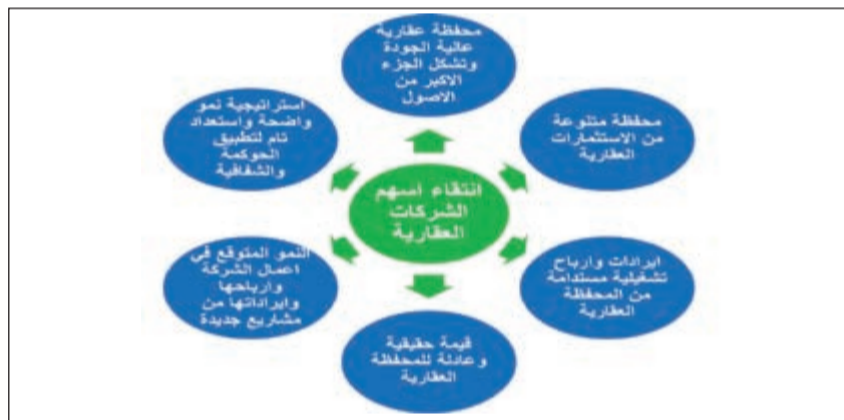 محفظة عقارية
عالية الجودة
وتشكل الجزء
الاكبر من
الاصول
محفظة متنوعة
من الاستثمارات
العقارية
ايرادات وارباح
تشغيلية مستدامة
من المحفظة
العقارية
قيمة حقيقية
وعادلة للمحفظة
العقارية
النمو المتوقع في
اعمال الشركة
وارباحها
وايراداتها من
مشاريع جديدة
استراتيجية نمو
واضحة واستعداد
تام لتطبيق
الحوكمة
والشفافية
انتقاء اسهم
الشركات
العقارية